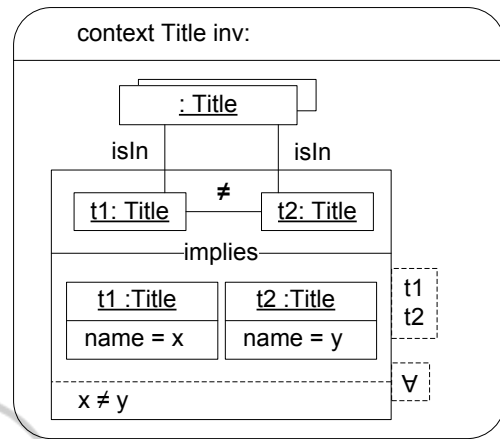 context Title inv:
: Title
isIn isIn
≠
t1: Title t2: Title
implies
t1 :Title t2 :Title
name = x name = y
t1
t2
∀
x ≠ y